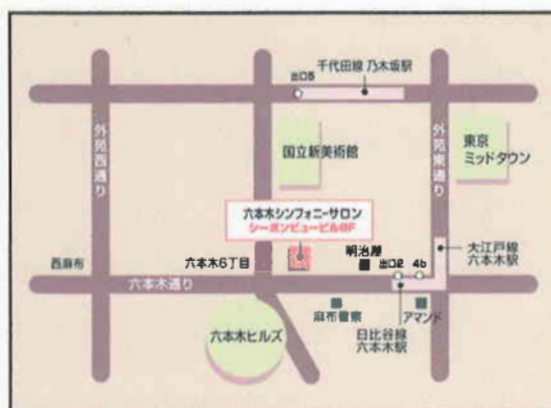 千代田線 乃木坂駅
出口5
外苑西通り
国立新美術館
外苑東通り
東京
ミッドタウン
六本木シンフォニーサロン
シーボンビュービル8F
西麻布
六本木6丁目
明治屋
出口2
4b
大江戸線
六本木駅
六本木通り
麻布警察
アマンド
日比谷線
六本木駅
六本木ヒルズ